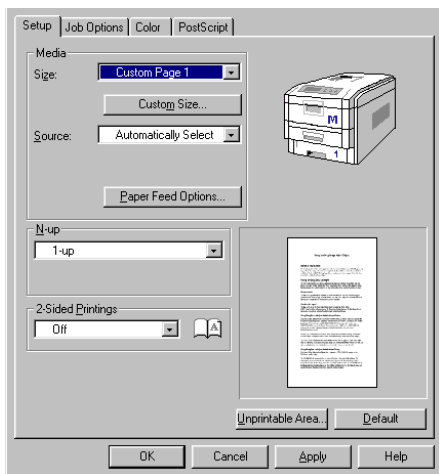 Setup Job Options Color PostScript
Media
Size: Custom Page 1
Custom Size...
Source: Automatically Select
Paper Feed Options...
M
1
N-up
1-up
2-Sided Printings
Off
A
Unprintable Area... Default
OK Cancel Apply Help